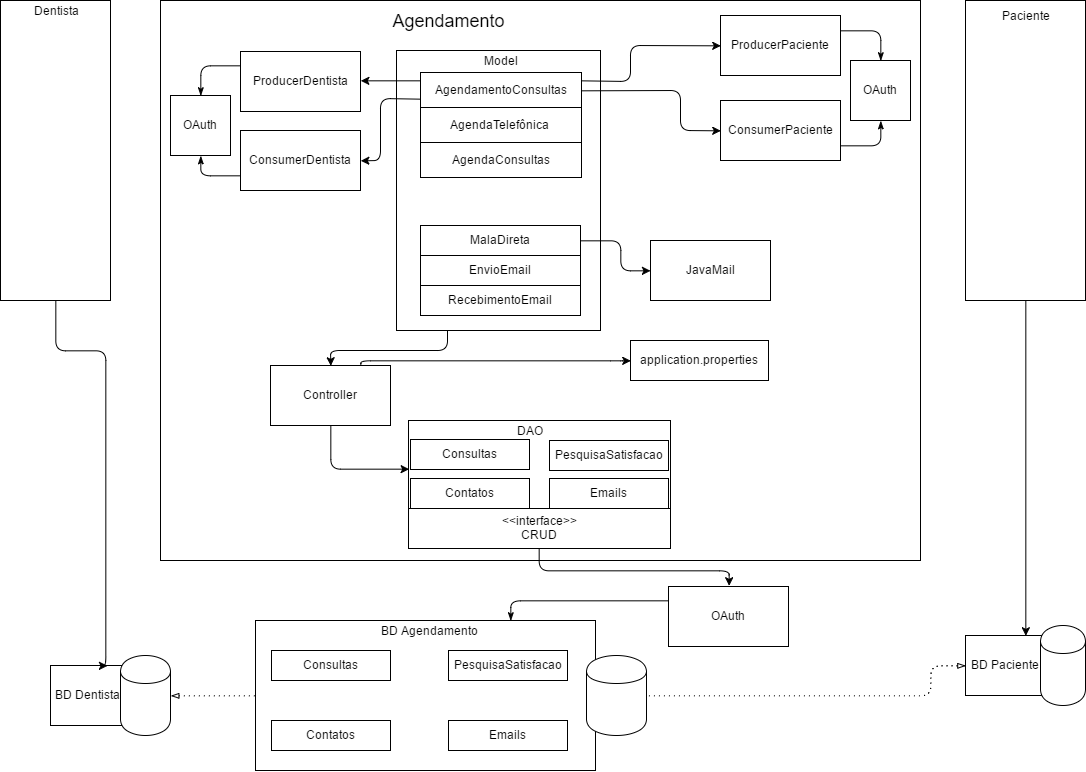 Dentista
Agendamento
Paciente
Model
ProducerDentista
OAuth
ConsumerDentista
AgendamentoConsultas
AgendaTelefônica
AgendaConsultas
ProducerPaciente
OAuth
ConsumerPaciente
MalaDireta
EnvioEmail
RecebimentoEmail
JavaMail
application.properties
Controller
DAO
Consultas
PesquisaSatisfacao
Contatos
Emails
<<interface>>
CRUD
OAuth
BD Agendamento
Consultas
PesquisaSatisfacao
Contatos
Emails
BD Dentista
BD Paciente